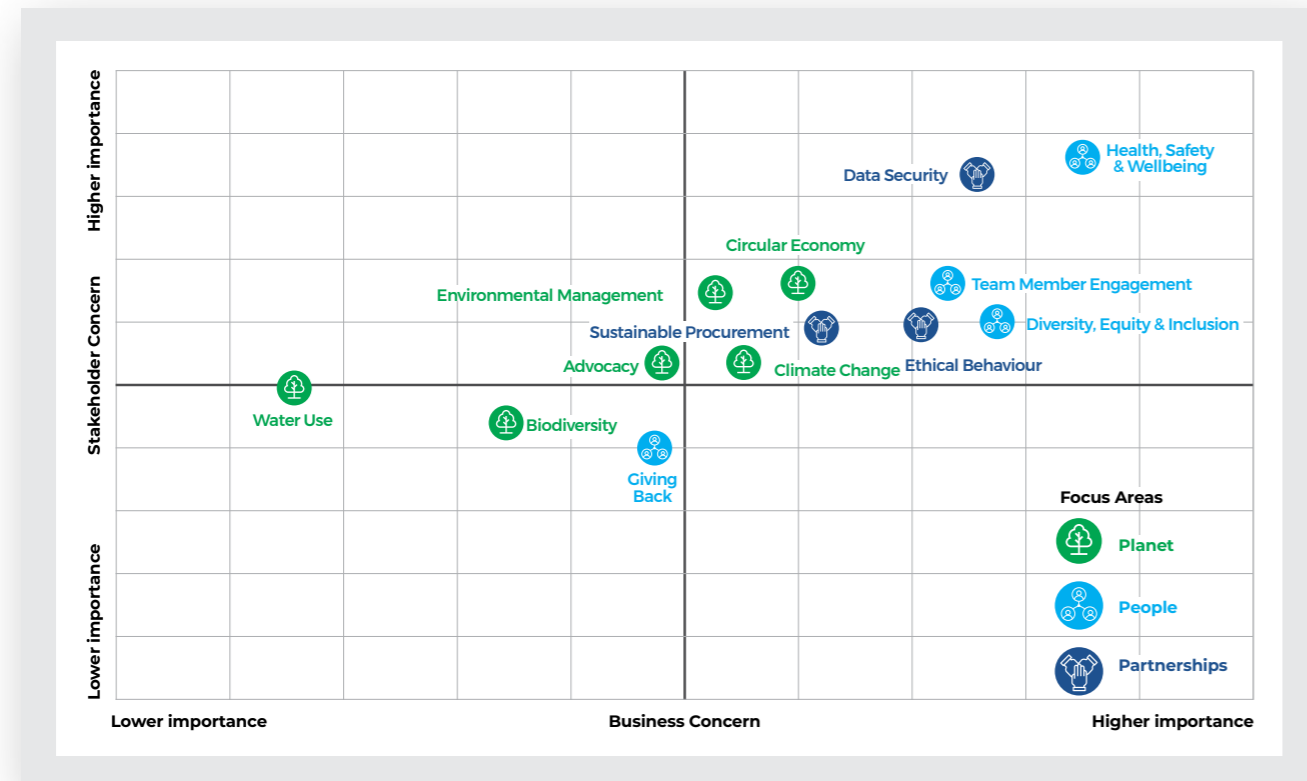 Higher importance
Stakeholder Concern
Lower importance
Health, Safety
& Wellbeing
Data Security
Circular Economy
Team Member Engagement
Environmental Management
Diversity, Equity & Inclusion
Sustainable Procurement
Ethical Behaviour
Advocacy
Climate Change
Water Use
Biodiversity
Giving
Back
Focus Areas
Planet
People
Partnerships
Lower importance
Business Concern
Higher importance